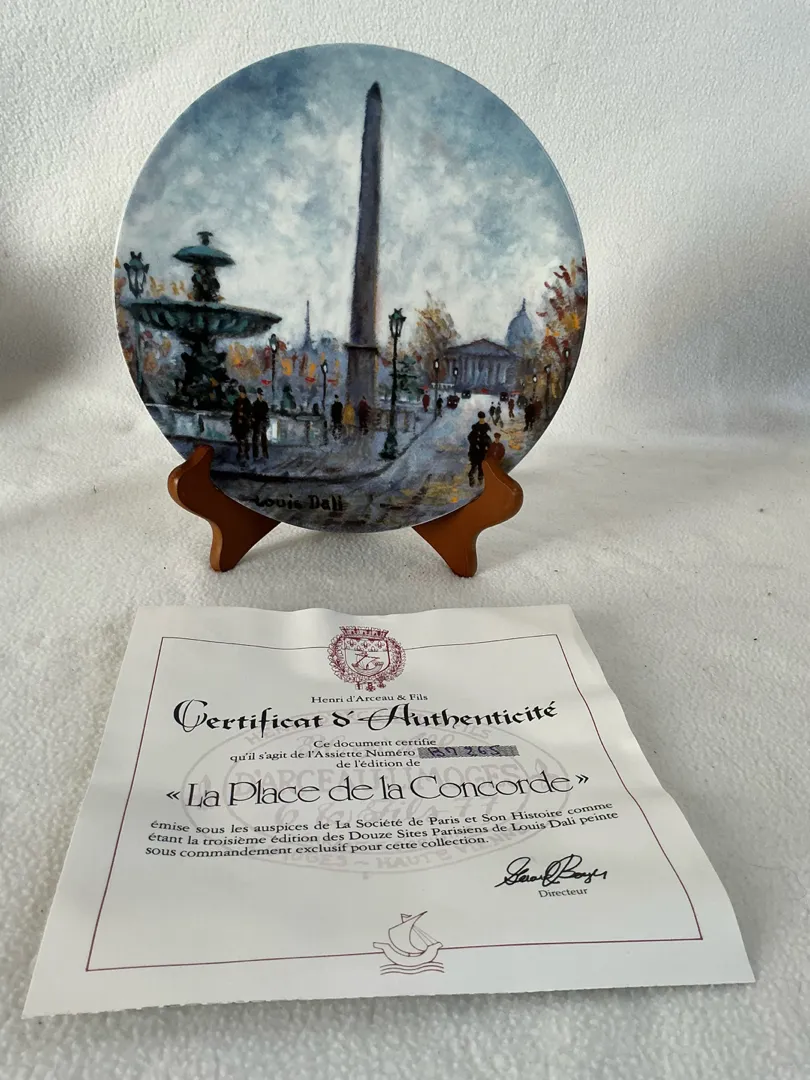 Louis Dali
Henri d'Arceau & Fils
Certificat d'Authenticité
Ce document certifie
qu'il s'agit de l'Assiette Numéro
de l'édition de
« La Place de la Concorde »
émise sous les auspices de La Société de Paris et Son Histoire comme
étant la troisième édition des Douze Sites Parisiens de Louis Dali peinte
sous commandement exclusif pour cette collection.
Directeur